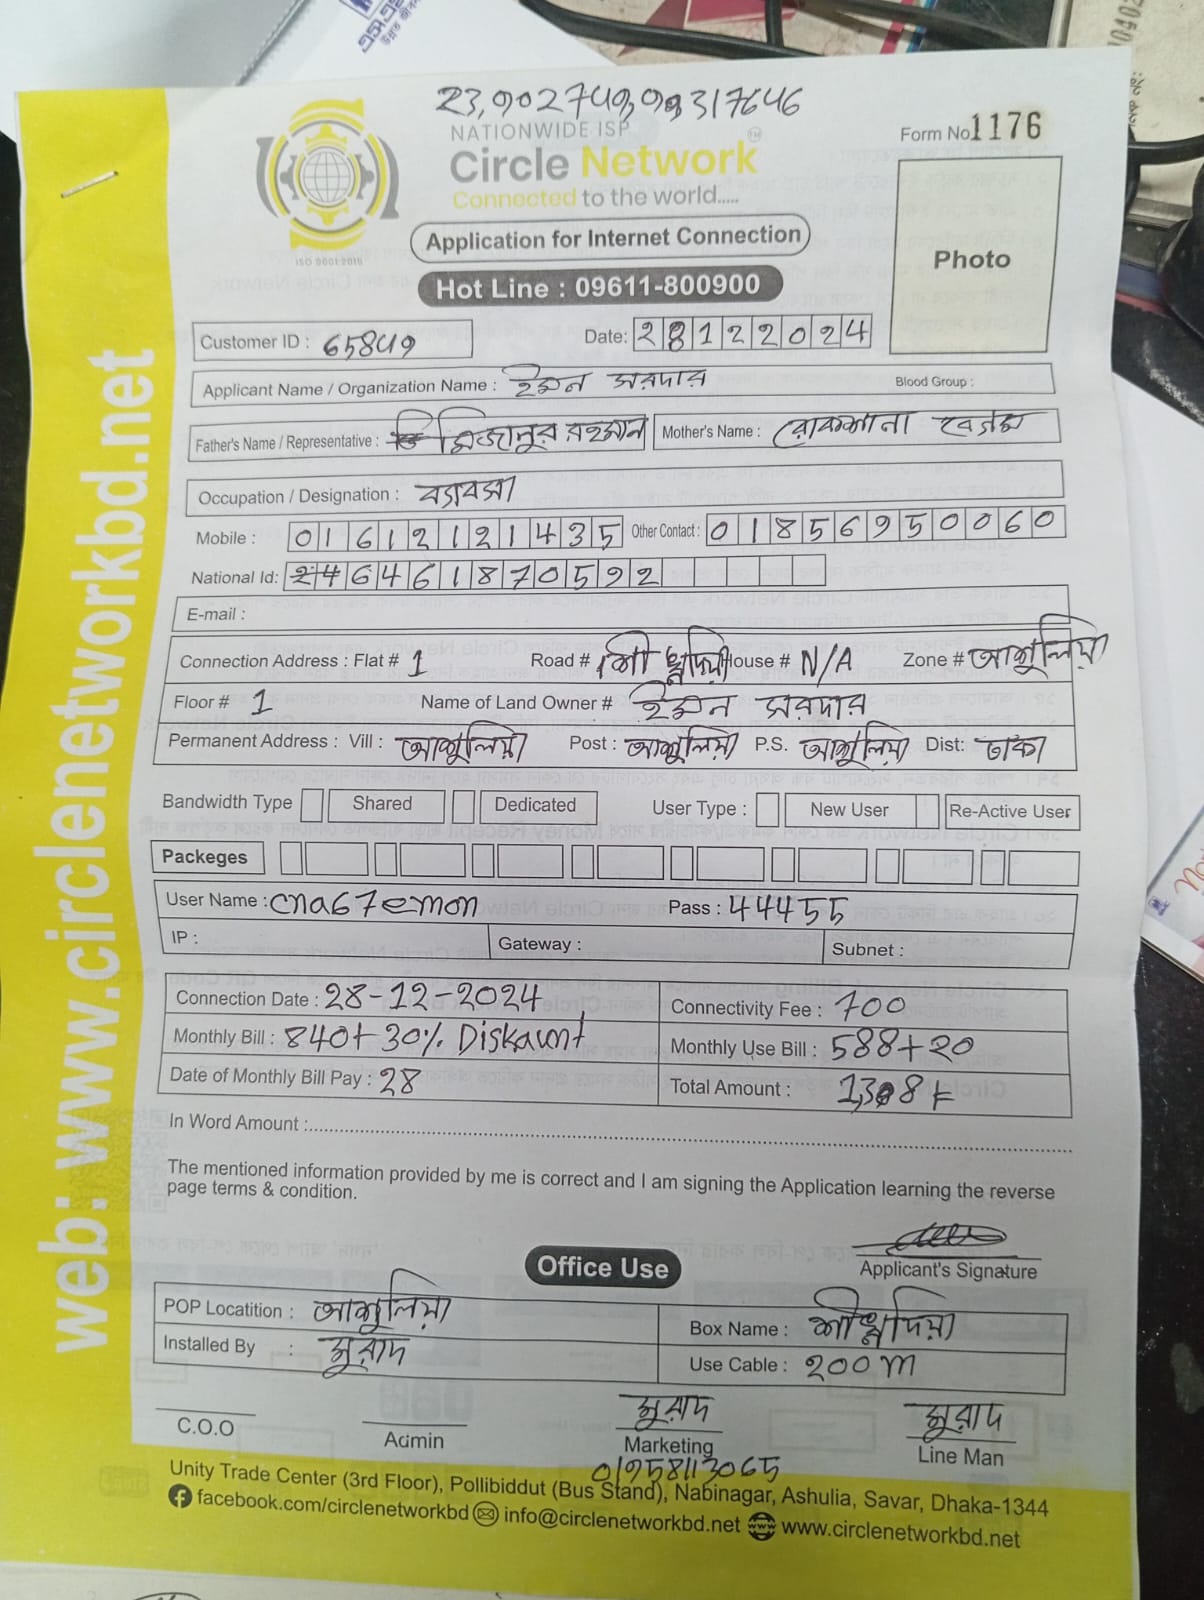 NATIONWIDE ISP
Form No 1176
Circle Network
Connected to the world.....
ISO 9001:2015
Application for Internet Connection
Photo
Hot Line : 09611-800900
Customer ID :
Date: 28122024
Applicant Name / Organization Name : ইমন সরদার Blood Group :
Father's Name / Representative : মিজানুর রহমান Mother's Name : রোকসানা বেগম
Occupation / Designation : ব্যাবসা
Mobile : 01612121435 Other Contact : 01856950060
National Id: 6461870592
E-mail :
Connection Address : Flat # 1 Road # House # N/A Zone # আশুলিয়া
Floor # 1 Name of Land Owner # ইমন সরদার
Permanent Address : Vill : আশুলিয়া Post : আশুলিয়া P.S. আশুলিয়া Dist: ঢাকা
Bandwidth Type Shared Dedicated User Type : New User Re-Active User
Packeges
User Name : cna67emon Pass : 44455
IP : Gateway : Subnet :
Connection Date : 28-12-2024 Connectivity Fee : 700
Monthly Bill : 840+ 30% Diskaunt Monthly Use Bill : 588+20
Date of Monthly Bill Pay : 28 Total Amount : 1308
In Word Amount :
The mentioned information provided by me is correct and I am signing the Application learning the reverse
page terms & condition.
Applicant's Signature
Office Use
POP Locatition : আশুলিয়া Box Name :
Installed By : মুরাদ Use Cable : 200 m
মুরাদ মুরাদ
C.O.O Admin Marketing Line Man
01958113065
Unity Trade Center (3rd Floor), Pollibiddut (Bus Stand), Nabinagar, Ashulia, Savar, Dhaka-1344
facebook.com/circlenetworkbd info@circlenetworkbd.net www.circlenetworkbd.net
web: www.circlenetworkbd.net